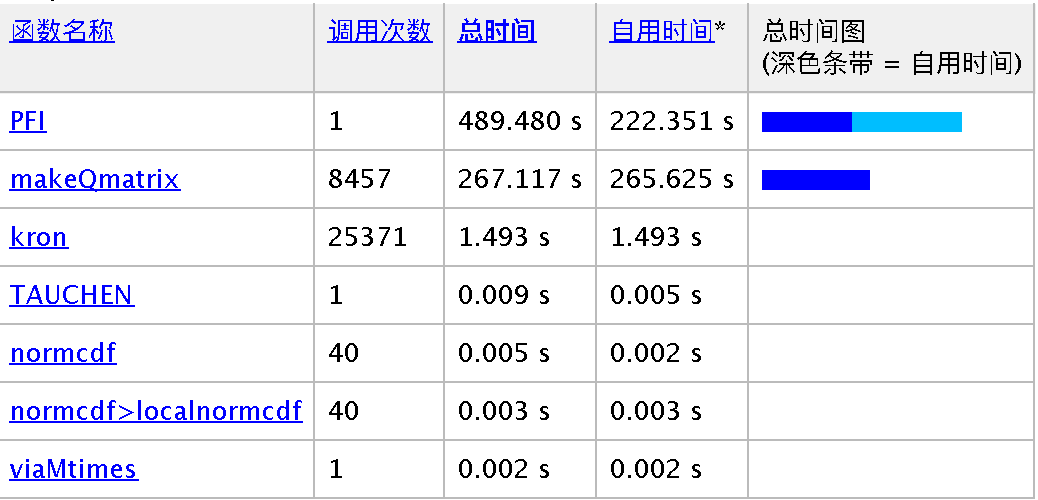 函数名称 调用次数 总时间 自用时间* 总时间图
(深色条带 = 自用时间)
PFI 1 489.480 s 222.351 s
makeQmatrix 8457 267.117 s 265.625 s
kron 25371 1.493 s 1.493 s
TAUCHEN 1 0.009 s 0.005 s
normcdf 40 0.005 s 0.002 s
normcdf>localnormcdf 40 0.003 s 0.003 s
viaMtimes 1 0.002 s 0.002 s